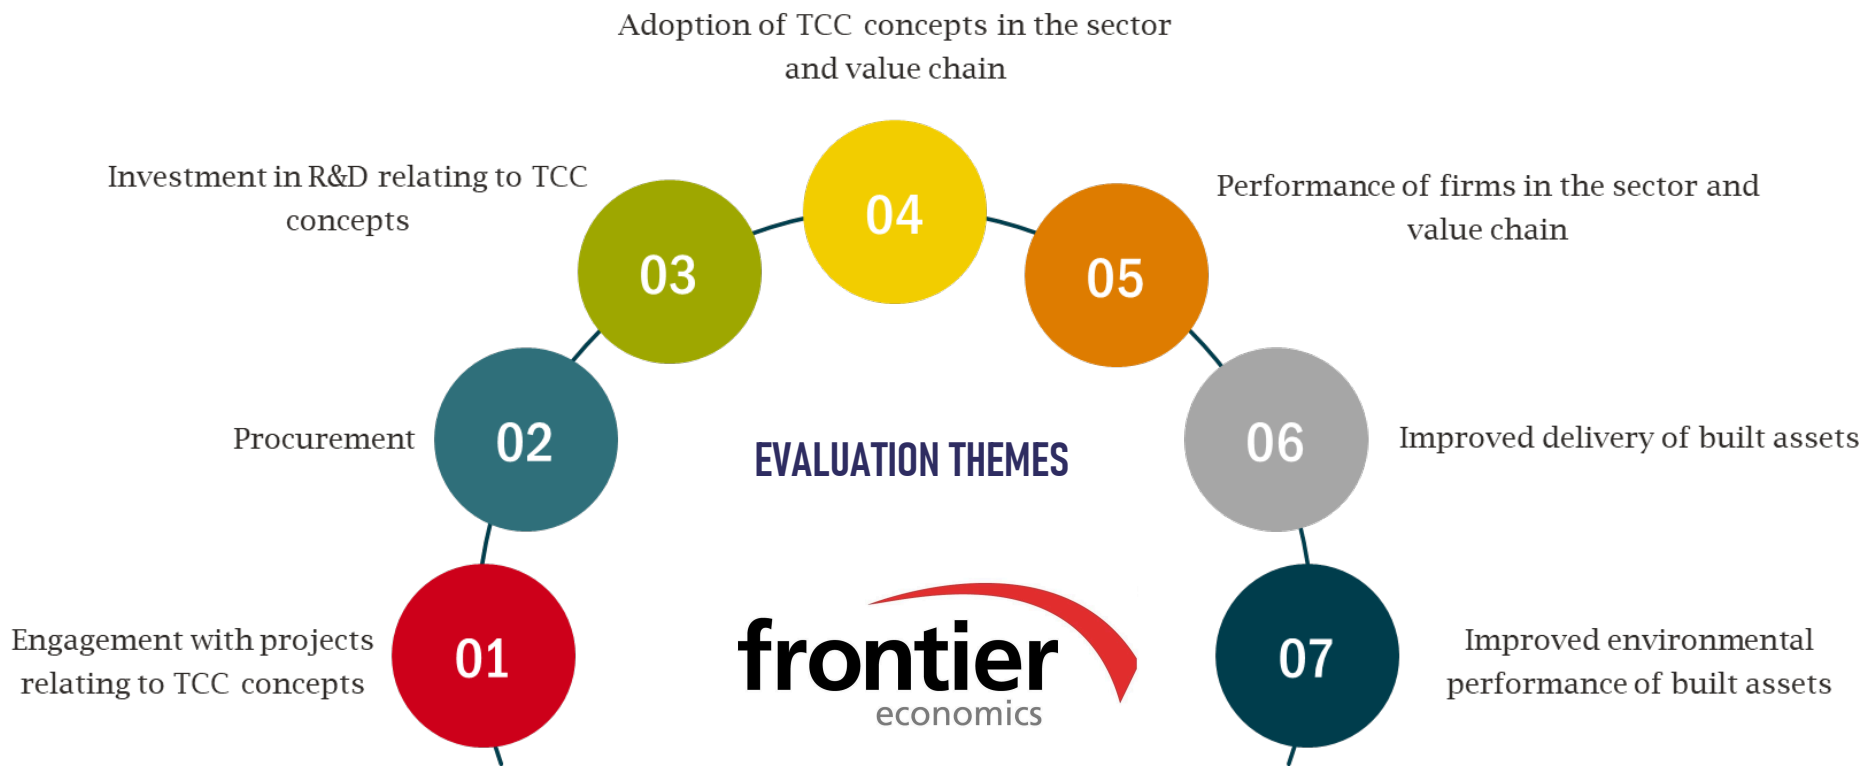 Adoption of TCC concepts in the sector
and value chain
Investment in R&D relating to TCC
concepts
Performance of firms in the sector and
value chain
04
03
05
Procurement
02
EVALUATION THEMES
06
Improved delivery of built assets
Engagement with projects
relating to TCC concepts
01
frontier
economics
07
Improved environmental
performance of built assets